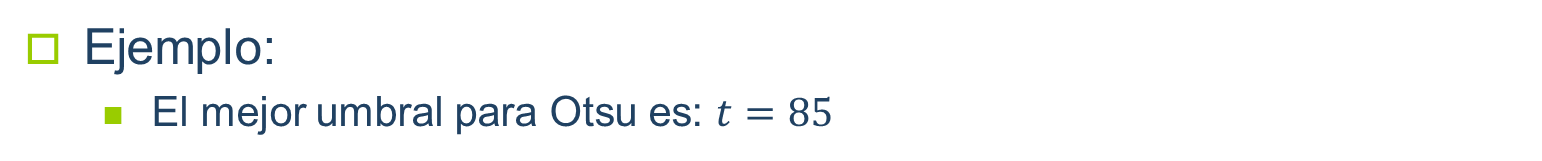 Ejemplo:
El mejor umbral para Otsu es: t = 85